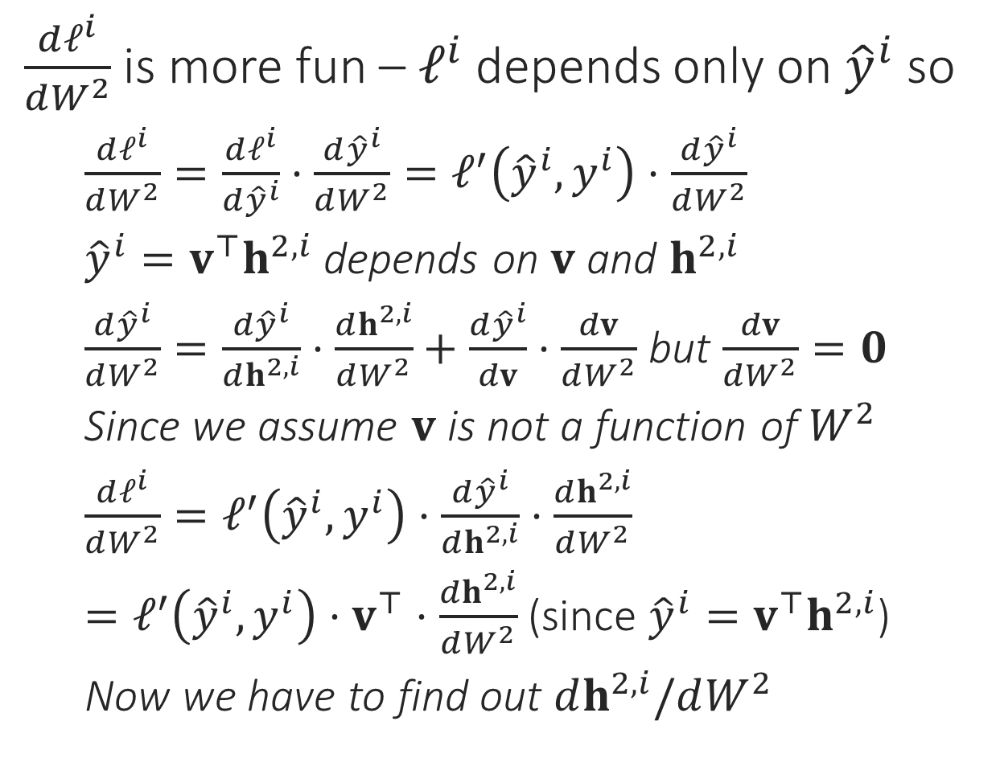 $\frac{d\ell^i}{dW^2}$ is more fun – $\ell^i$ depends only on $\hat{y}^i$ so
$\frac{d\ell^i}{dW^2} = \frac{d\ell^i}{d\hat{y}^i} \cdot \frac{d\hat{y}^i}{dW^2} = \ell'(\hat{y}^i, y^i) \cdot \frac{d\hat{y}^i}{dW^2}$
$\hat{y}^i = \mathbf{v}^\top \mathbf{h}^{2,i}$ depends on $\mathbf{v}$ and $\mathbf{h}^{2,i}$
$\frac{d\hat{y}^i}{dW^2} = \frac{d\hat{y}^i}{d\mathbf{h}^{2,i}} \cdot \frac{d\mathbf{h}^{2,i}}{dW^2} + \frac{d\hat{y}^i}{d\mathbf{v}} \cdot \frac{d\mathbf{v}}{dW^2}$ but $\frac{d\mathbf{v}}{dW^2} = \mathbf{0}$
Since we assume $\mathbf{v}$ is not a function of $W^2$
$\frac{d\ell^i}{dW^2} = \ell'(\hat{y}^i, y^i) \cdot \frac{d\hat{y}^i}{d\mathbf{h}^{2,i}} \cdot \frac{d\mathbf{h}^{2,i}}{dW^2}$
$= \ell'(\hat{y}^i, y^i) \cdot \mathbf{v}^\top \cdot \frac{d\mathbf{h}^{2,i}}{dW^2}$ (since $\hat{y}^i = \mathbf{v}^\top \mathbf{h}^{2,i}$)
Now we have to find out $d\mathbf{h}^{2,i}/dW^2$